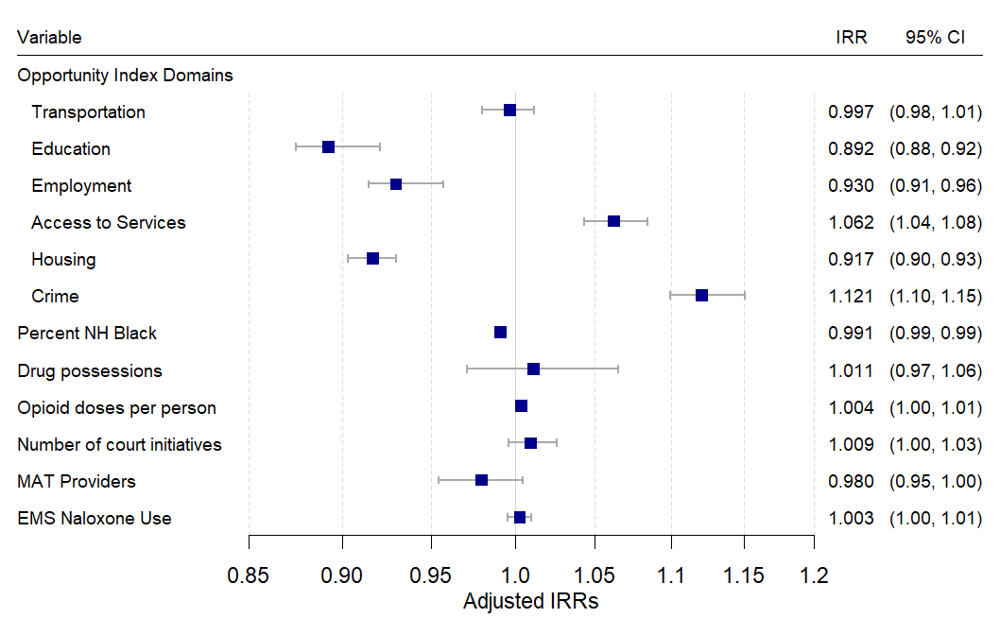 Variable IRR 95% CI
Opportunity Index Domains
Transportation 0.997 (0.98, 1.01)
Education 0.892 (0.88, 0.92)
Employment 0.930 (0.91, 0.96)
Access to Services 1.062 (1.04, 1.08)
Housing 0.917 (0.90, 0.93)
Crime 1.121 (1.10, 1.15)
Percent NH Black 0.991 (0.99, 0.99)
Drug possessions 1.011 (0.97, 1.06)
Opioid doses per person 1.004 (1.00, 1.01)
Number of court initiatives 1.009 (1.00, 1.03)
MAT Providers 0.980 (0.95, 1.00)
EMS Naloxone Use 1.003 (1.00, 1.01)
0.85 0.90 0.95 1.0 1.05 1.1 1.15 1.2
Adjusted IRRs